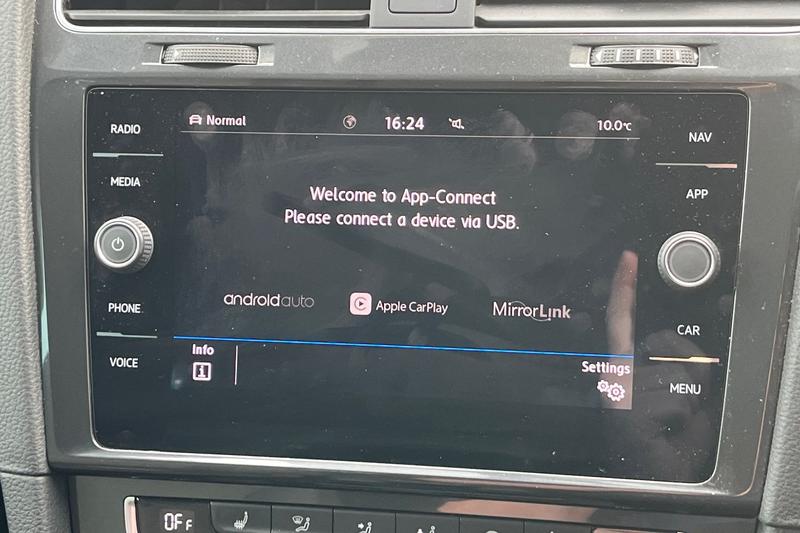 Normal
16:24
10.0°C
RADIO
MEDIA
PHONE
VOICE
Welcome to App-Connect
Please connect a device via USB.
androidauto
Apple CarPlay
MirrorLink
Info
i
Settings
NAV
APP
CAR
MENU
OFF